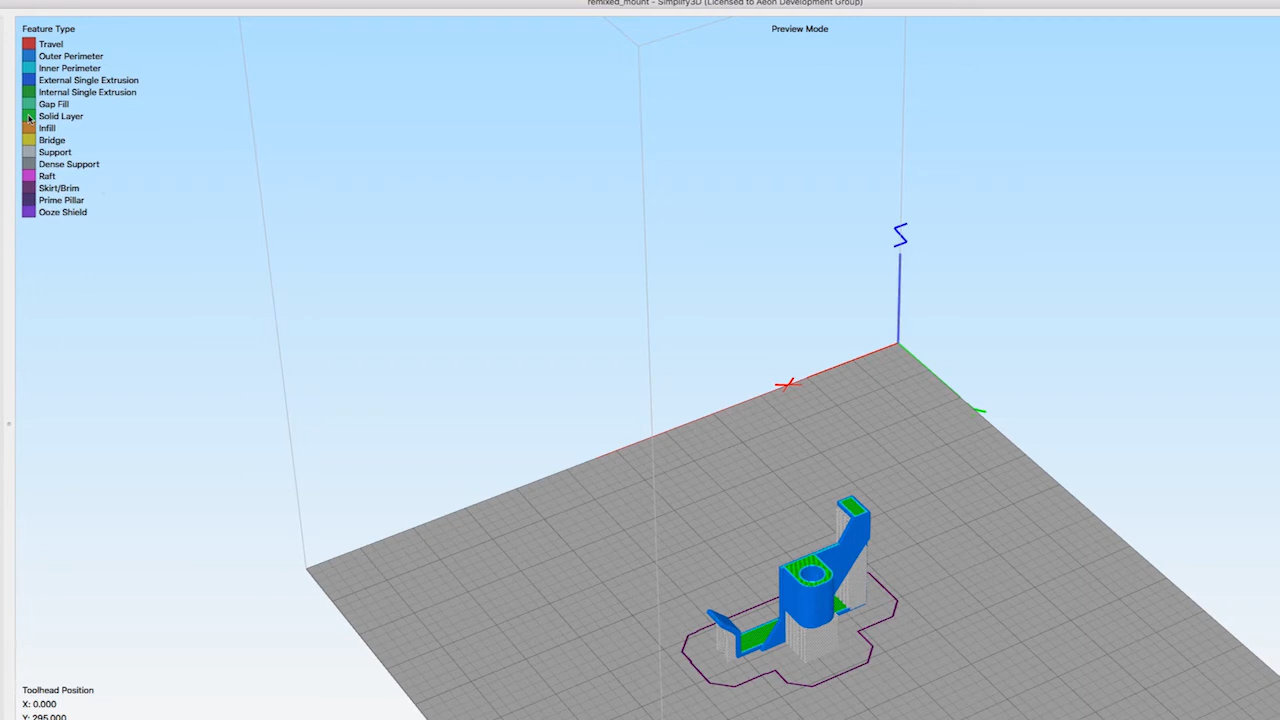 remixed_mount - Simplify3D (Licensed to Aeon Development Group)
Feature Type
Preview Mode
Travel
Outer Perimeter
Inner Perimeter
External Single Extrusion
Internal Single Extrusion
Gap Fill
Solid Layer
Infill
Bridge
Support
Dense Support
Raft
Skirt/Brim
Prime Pillar
Ooze Shield
Toolhead Position
X: 0.000
Y: 295.000